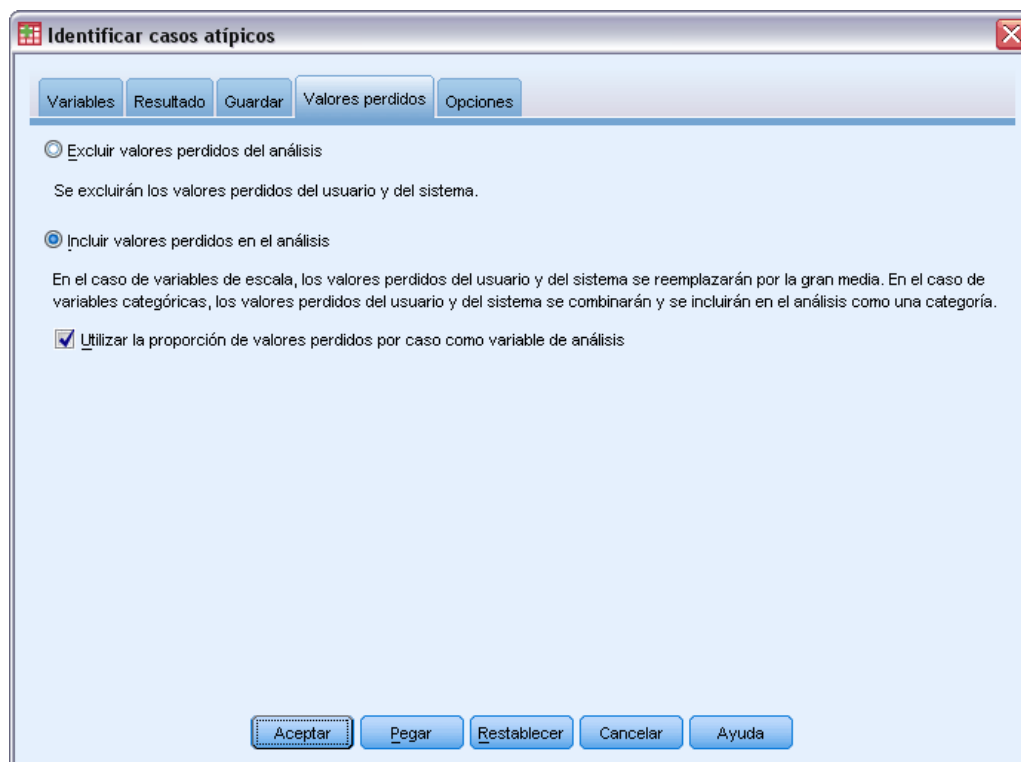 Identificar casos atípicos
Variables Resultado Guardar Valores perdidos Opciones
Excluir valores perdidos del análisis
Se excluirán los valores perdidos del usuario y del sistema.
Incluir valores perdidos en el análisis
En el caso de variables de escala, los valores perdidos del usuario y del sistema se reemplazarán por la gran media. En el caso de
variables categóricas, los valores perdidos del usuario y del sistema se combinarán y se incluirán en el análisis como una categoría.
Utilizar la proporción de valores perdidos por caso como variable de análisis
Aceptar Pegar Restablecer Cancelar Ayuda